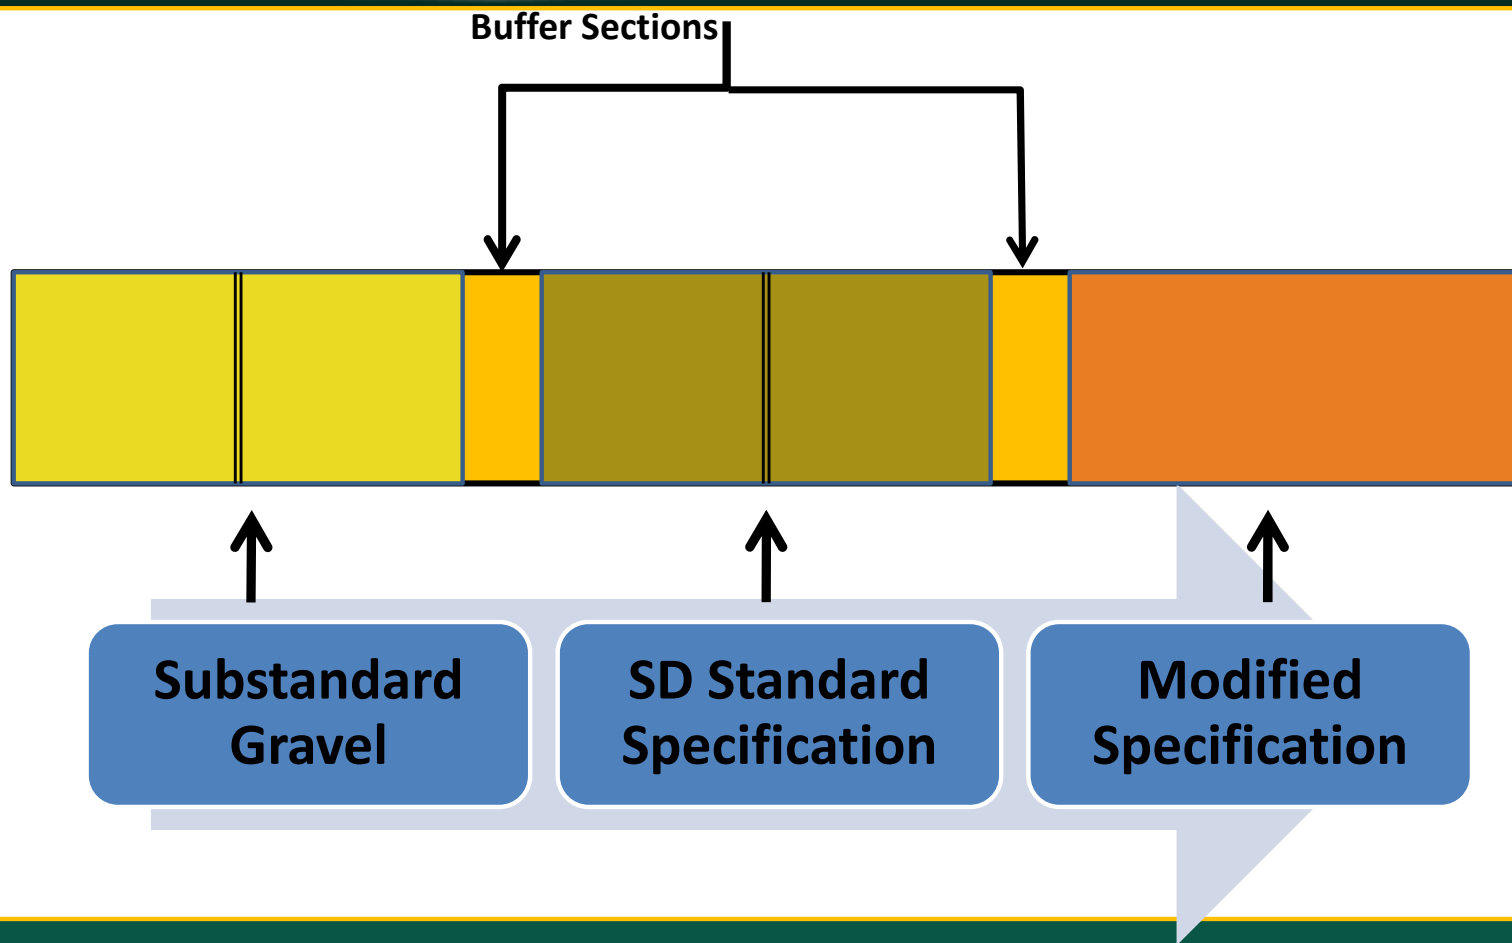 Buffer Sections
Substandard
Gravel
SD Standard
Specification
Modified
Specification